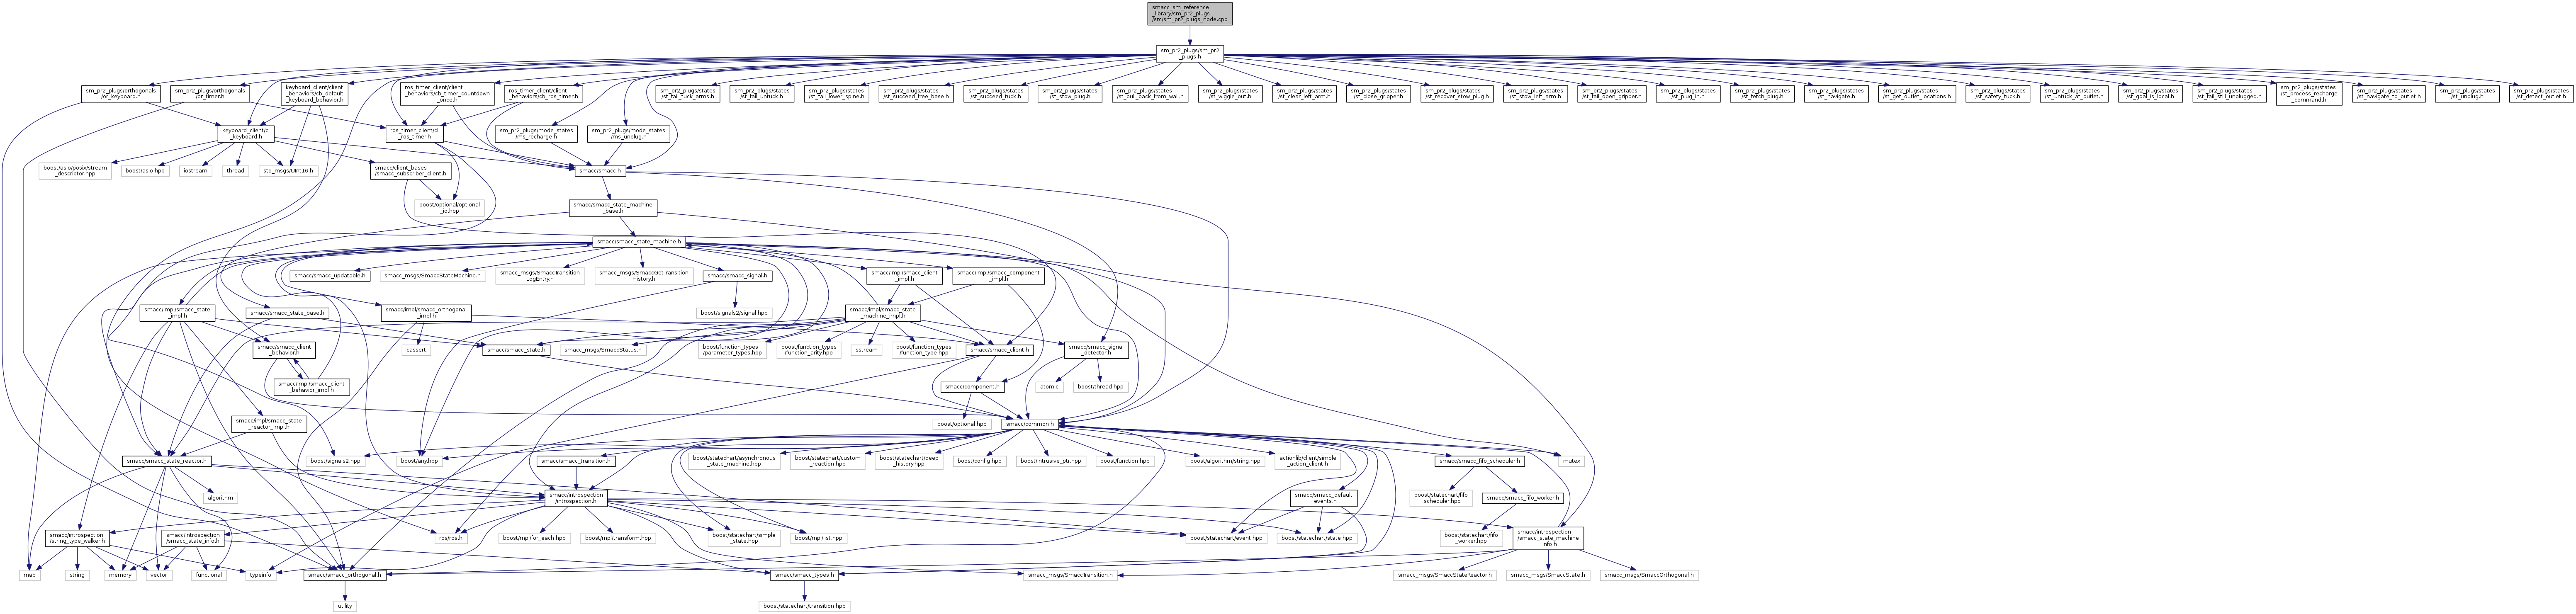 smacc_sm_reference
_library/sm_pr2_plugs
/src/sm_pr2_plugs_node.cpp
sm_pr2_plugs/sm_pr2
_plugs.h
sm_pr2_plugs/orthogonals
/or_keyboard.h
sm_pr2_plugs/orthogonals
/or_timer.h
keyboard_client/client
_behaviors/cb_default
_keyboard_behavior.h
ros_timer_client/client
_behaviors/cb_timer_countdown
_once.h
ros_timer_client/client
_behaviors/cb_ros_timer.h
sm_pr2_plugs/states
/st_fail_tuck_arms.h
sm_pr2_plugs/states
/st_fail_untuck.h
sm_pr2_plugs/states
/st_fail_lower_spine.h
sm_pr2_plugs/states
/st_succeed_free_base.h
sm_pr2_plugs/states
/st_succeed_tuck.h
sm_pr2_plugs/states
/st_stow_plug.h
sm_pr2_plugs/states
/st_pull_back_from_wall.h
sm_pr2_plugs/states
/st_wiggle_out.h
sm_pr2_plugs/states
/st_clear_left_arm.h
sm_pr2_plugs/states
/st_close_gripper.h
sm_pr2_plugs/states
/st_recover_stow_plug.h
sm_pr2_plugs/states
/st_stow_left_arm.h
sm_pr2_plugs/states
/st_fail_open_gripper.h
sm_pr2_plugs/states
/st_plug_in.h
sm_pr2_plugs/states
/st_fetch_plug.h
sm_pr2_plugs/states
/st_navigate.h
sm_pr2_plugs/states
/st_get_outlet_locations.h
sm_pr2_plugs/states
/st_safety_tuck.h
sm_pr2_plugs/states
/st_untuck_at_outlet.h
sm_pr2_plugs/states
/st_goal_is_local.h
sm_pr2_plugs/states
/st_fail_still_unplugged.h
sm_pr2_plugs/states
/st_process_recharge
_command.h
sm_pr2_plugs/states
/st_navigate_to_outlet.h
sm_pr2_plugs/states
/st_unplug.h
sm_pr2_plugs/states
/st_detect_outlet.h
keyboard_client/cl
_keyboard.h
ros_timer_client/cl
_ros_timer.h
sm_pr2_plugs/mode_states
/ms_recharge.h
sm_pr2_plugs/mode_states
/ms_unplug.h
boost/asio/posix/stream
_descriptor.hpp
boost/asio.hpp
iostream
thread
std_msgs/UInt16.h
smacc/client_bases
/smacc_subscriber_client.h
smacc/smacc.h
boost/optional/optional
_io.hpp
smacc/smacc_state_machine
_base.h
smacc/smacc_state_machine.h
smacc/smacc_updatable.h
smacc_msgs/SmaccStateMachine.h
smacc_msgs/SmaccTransition
LogEntry.h
smacc_msgs/SmaccGetTransition
History.h
smacc/smacc_signal.h
smacc/impl/smacc_client
_impl.h
smacc/impl/smacc_component
_impl.h
smacc/impl/smacc_state
_impl.h
smacc/smacc_state_base.h
smacc/impl/smacc_orthogonal
_impl.h
boost/signals2/signal.hpp
smacc/impl/smacc_state
_machine_impl.h
smacc/smacc_client
_behavior.h
cassert
smacc/smacc_state.h
smacc_msgs/SmaccStatus.h
boost/function_types
/parameter_types.hpp
boost/function_types
/function_arity.hpp
sstream
boost/function_types
/function_type.hpp
smacc/smacc_client.h
smacc/smacc_signal
_detector.h
smacc/impl/smacc_client
_behavior_impl.h
smacc/component.h
atomic
boost/thread.hpp
smacc/impl/smacc_state
_reactor_impl.h
boost/optional.hpp
smacc/common.h
smacc/smacc_state_reactor.h
boost/signals2.hpp
boost/any.hpp
smacc/smacc_transition.h
boost/statechart/asynchronous
_state_machine.hpp
boost/statechart/custom
_reaction.hpp
boost/statechart/deep
_history.hpp
boost/config.hpp
boost/intrusive_ptr.hpp
boost/function.hpp
boost/algorithm/string.hpp
actionlib/client/simple
_action_client.h
smacc/smacc_fifo_scheduler.h
mutex
algorithm
smacc/introspection
/introspection.h
smacc/smacc_default
_events.h
boost/statechart/fifo
_scheduler.hpp
smacc/smacc_fifo_worker.h
smacc/introspection
/string_type_walker.h
smacc/introspection
/smacc_state_info.h
ros/ros.h
boost/mpl/for_each.hpp
boost/mpl/transform.hpp
boost/statechart/simple
_state.hpp
boost/mpl/list.hpp
boost/statechart/event.hpp
boost/statechart/state.hpp
boost/statechart/fifo
_worker.hpp
smacc/introspection
/smacc_state_machine
_info.h
map
string
memory
vector
functional
typeinfo
smacc/smacc_orthogonal.h
smacc/smacc_types.h
smacc_msgs/SmaccTransition.h
smacc_msgs/SmaccStateReactor.h
smacc_msgs/SmaccState.h
smacc_msgs/SmaccOrthogonal.h
utility
boost/statechart/transition.hpp